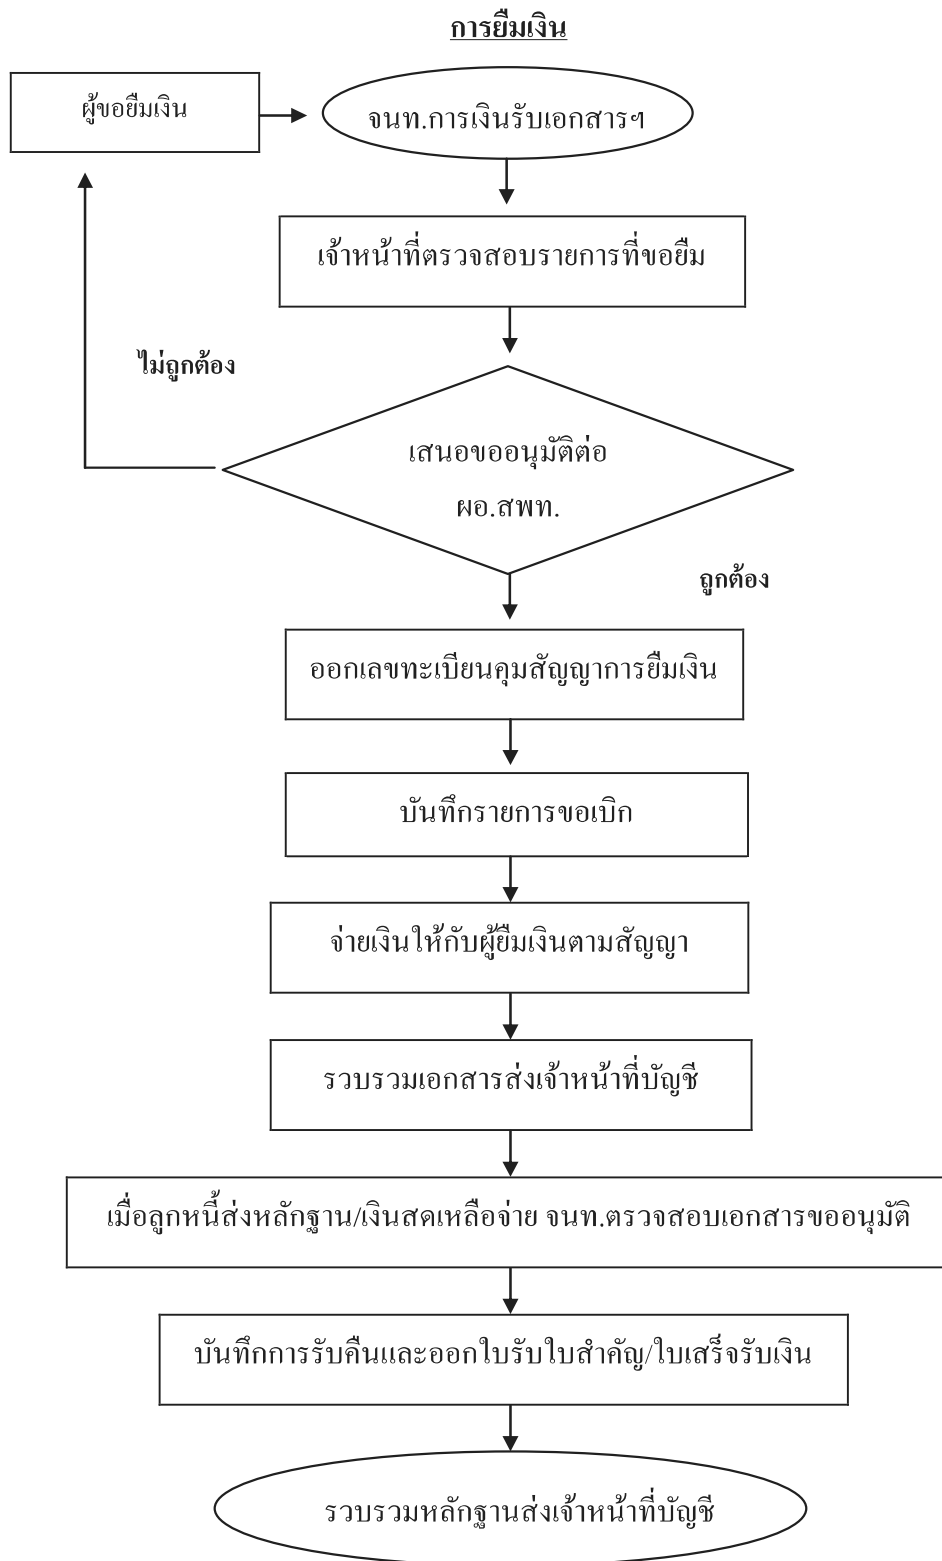 การยืมเงิน
ผู้ขอยืมเงิน
จนท.การเงินรับเอกสารฯ
เจ้าหน้าที่ตรวจสอบรายการที่ขอยืม
ไม่ถูกต้อง
เสนอขออนุมัติต่อ
ผอ.สพท.
ถูกต้อง
ออกเลขทะเบียนคุมสัญญาการยืมเงิน
บันทึกรายการขอเบิก
จ่ายเงินให้กับผู้ยืมเงินตามสัญญา
รวบรวมเอกสารส่งเจ้าหน้าที่บัญชี
เมื่อลูกหนี้ส่งหลักฐาน/เงินสดเหลือจ่าย จนท.ตรวจสอบเอกสารขออนุมัติ
บันทึกการรับคืนและออกใบรับใบสำคัญ/ใบเสร็จรับเงิน
รวบรวมหลักฐานส่งเจ้าหน้าที่บัญชี